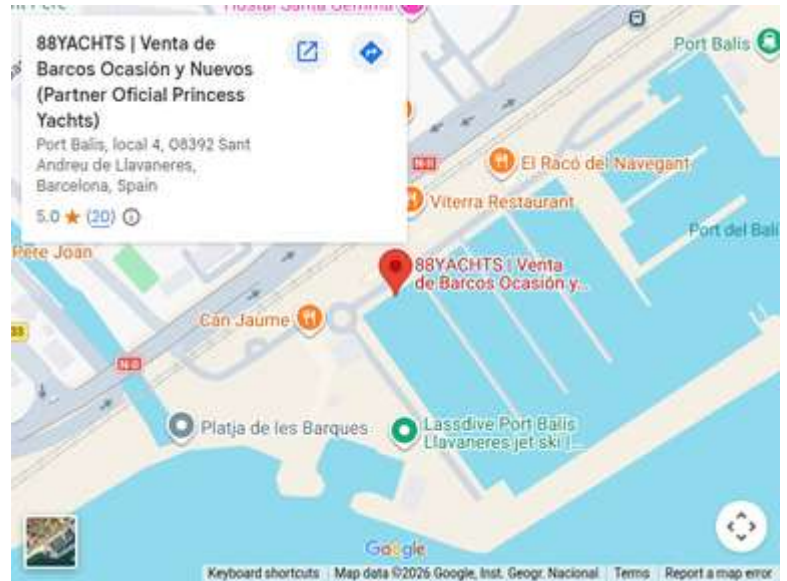 Hostal Santa Gemma
88YACHTS | Venta de
Barcos Ocasión y Nuevos
(Partner Oficial Princess
Yachts)
Port Balis, local 4, 08392 Sant
Andreu de Llavaneres,
Barcelona, Spain
5.0 ★ (20)
Port Balís
N-II
El Racó del Navegant
Viterra Restaurant
Port del Balí
Pere Joan
88YACHTS | Venta
de Barcos Ocasión y...
Can Jaume
N-II
Platja de les Barques
Lassdive Port Balís
Llavaneres jet ski |...
Google
Keyboard shortcuts
Map data ©2026 Google, Inst. Geogr. Nacional
Terms
Report a map error